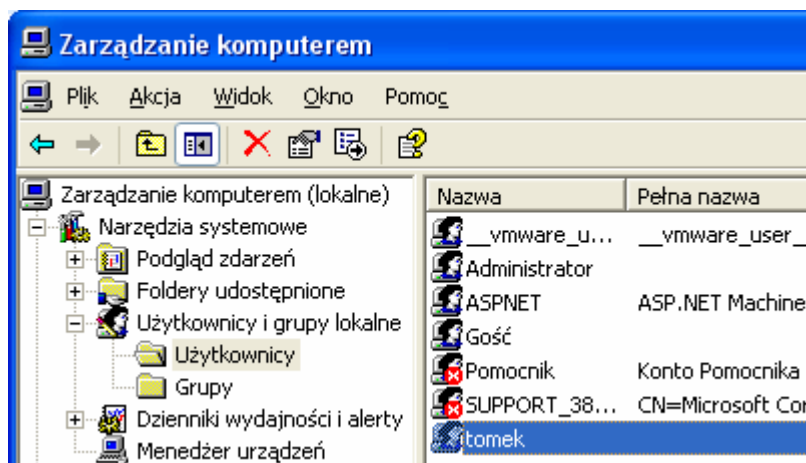 Zarządzanie komputerem
Plik Akcja Widok Okno Pomoc
Zarządzanie komputerem (lokalne)
Narzędzia systemowe
Podgląd zdarzeń
Foldery udostępnione
Użytkownicy i grupy lokalne
Użytkownicy
Grupy
Dzienniki wydajności i alerty
Menedżer urządzeń
Nazwa Pełna nazwa
__vmware_u... __vmware_user_
Administrator
ASPNET ASP.NET Machine
Gość
Pomocnik Konto Pomocnika
SUPPORT_38... CN=Microsoft Cor
tomek